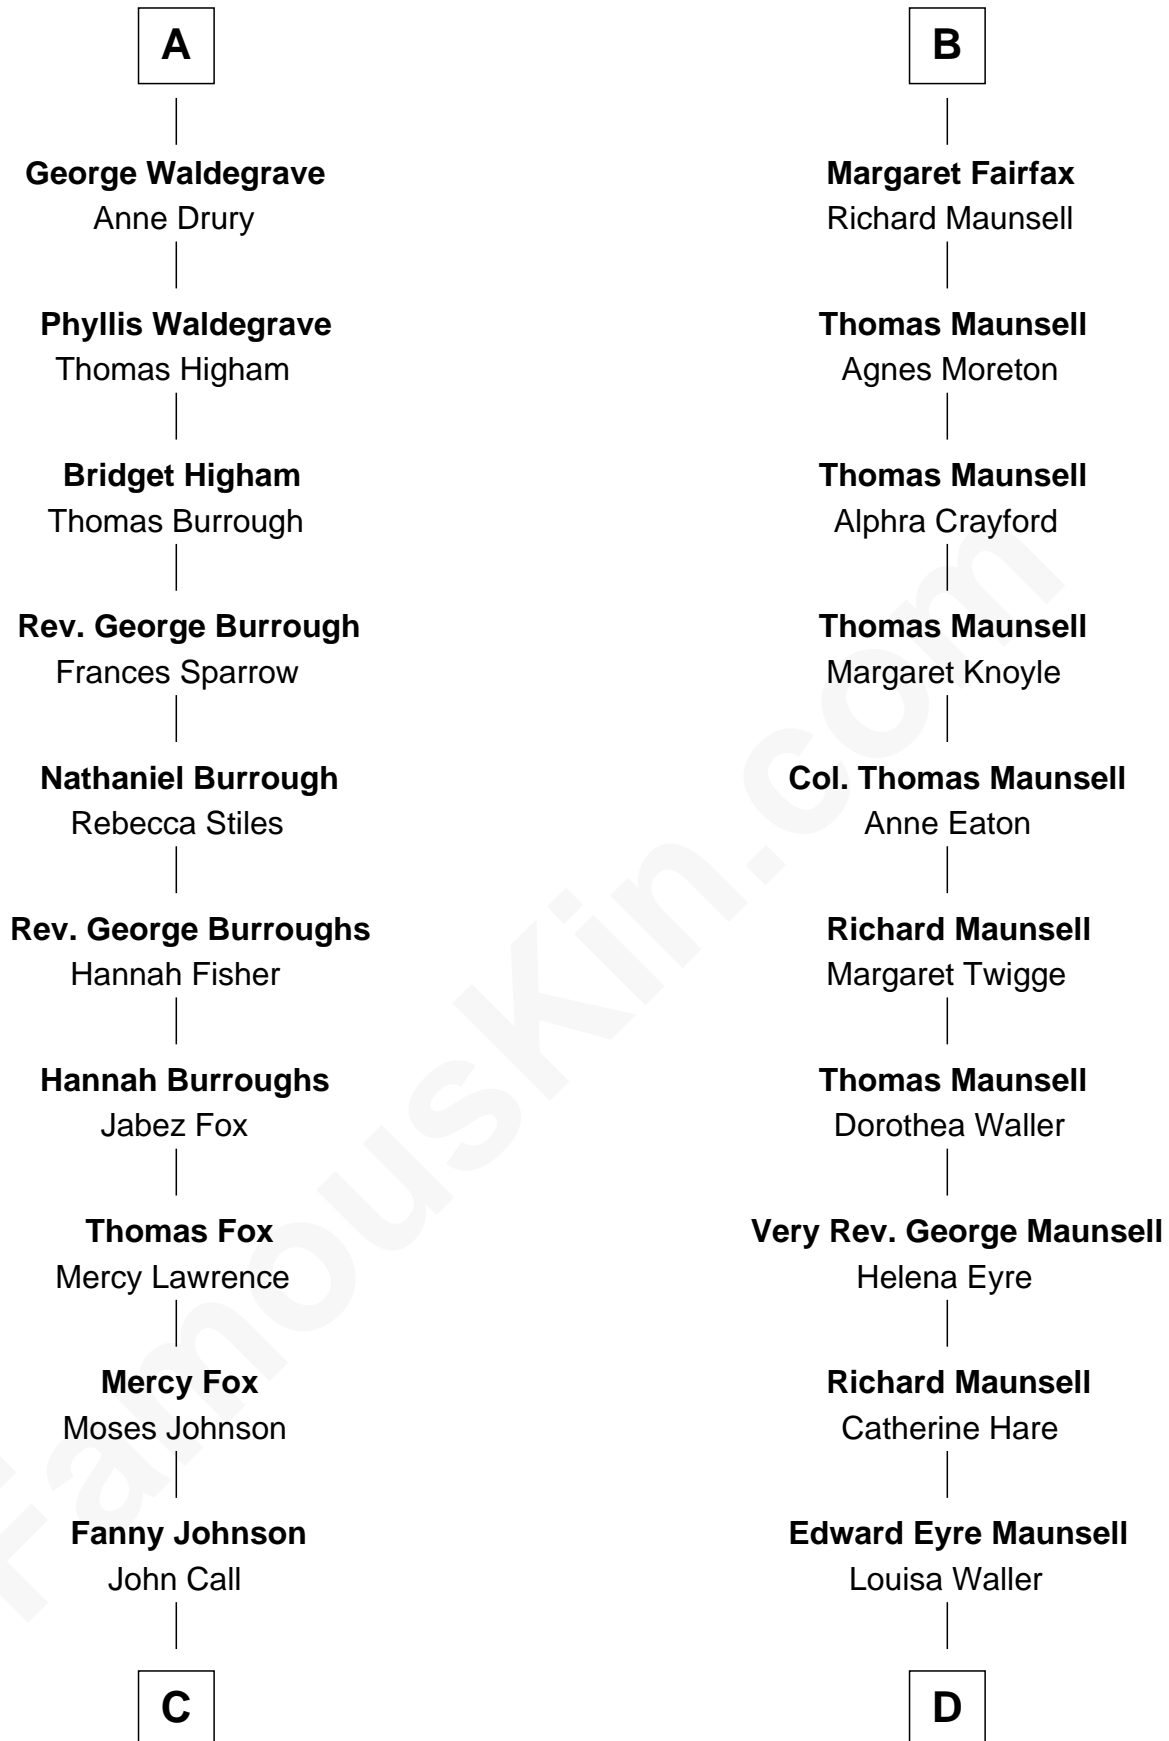 A
George Waldegrave
Anne Drury
Phyllis Waldegrave
Thomas Higham
Bridget Higham
Thomas Burrough
Rev. George Burrough
Frances Sparrow
Nathaniel Burrough
Rebecca Stiles
Rev. George Burroughs
Hannah Fisher
Hannah Burroughs
Jabez Fox
Thomas Fox
Mercy Lawrence
Mercy Fox
Moses Johnson
Fanny Johnson
John Call
C
B
Margaret Fairfax
Richard Maunsell
Thomas Maunsell
Agnes Moreton
Thomas Maunsell
Alphra Crayford
Thomas Maunsell
Margaret Knoyle
Col. Thomas Maunsell
Anne Eaton
Richard Maunsell
Margaret Twigge
Thomas Maunsell
Dorothea Waller
Very Rev. George Maunsell
Helena Eyre
Richard Maunsell
Catherine Hare
Edward Eyre Maunsell
Louisa Waller
D
FamousKin.com